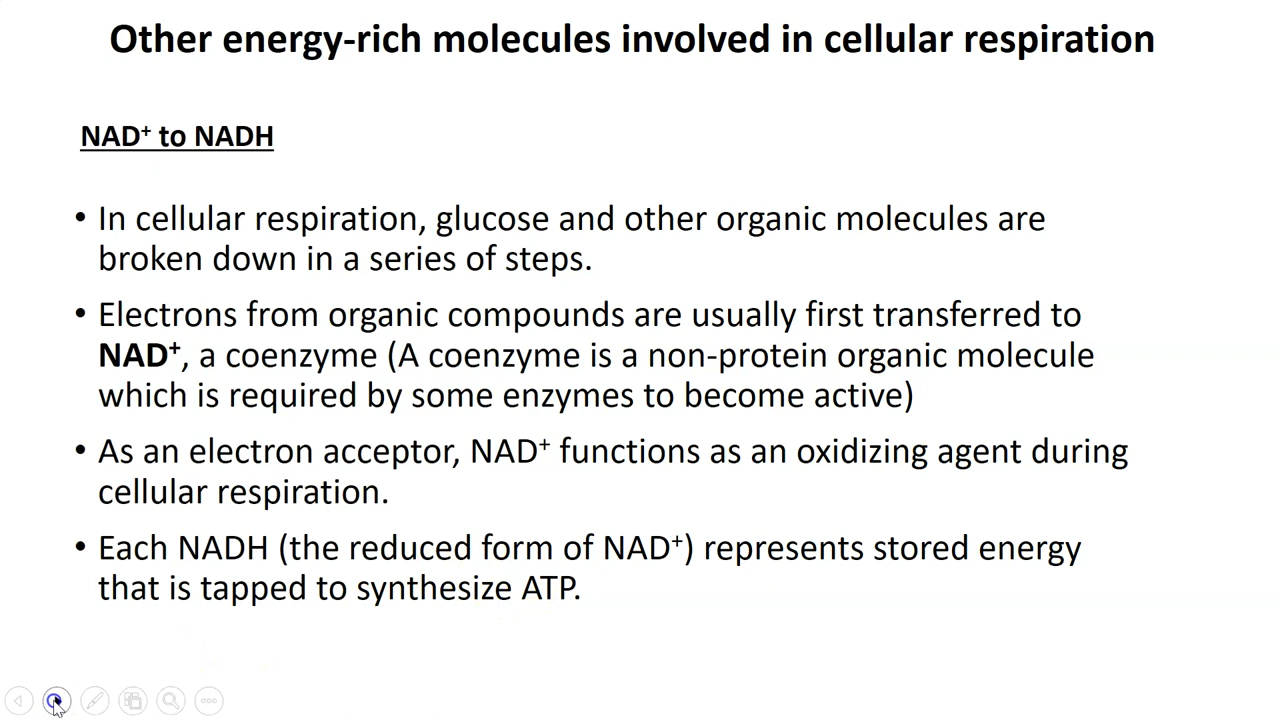 Other energy-rich molecules involved in cellular respiration
NAD⁺ to NADH
• In cellular respiration, glucose and other organic molecules are
broken down in a series of steps.
• Electrons from organic compounds are usually first transferred to
NAD⁺, a coenzyme (A coenzyme is a non-protein organic molecule
which is required by some enzymes to become active)
• As an electron acceptor, NAD⁺ functions as an oxidizing agent during
cellular respiration.
• Each NADH (the reduced form of NAD⁺) represents stored energy
that is tapped to synthesize ATP.